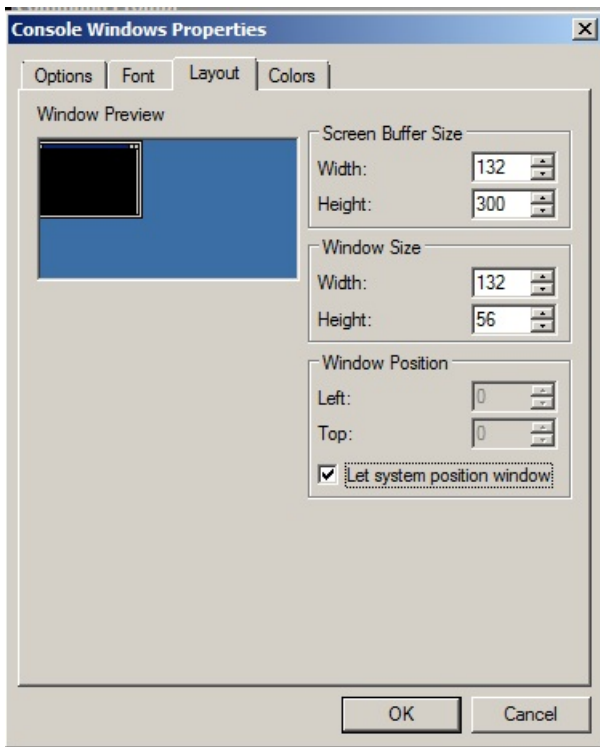 Console Windows Properties
Options Font Layout Colors
Window Preview
Screen Buffer Size
Width: 132
Height: 300
Window Size
Width: 132
Height: 56
Window Position
Left: 0
Top: 0
Let system position window
OK Cancel